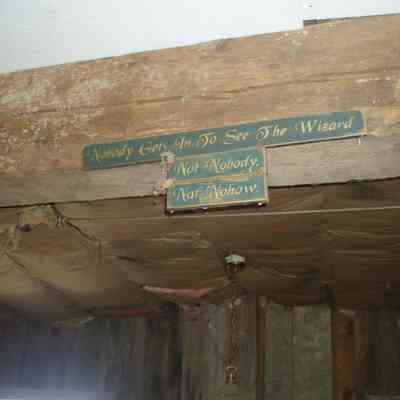 Nobody Gets In To See The Wizard
Not Nobody,
Not Nohow.